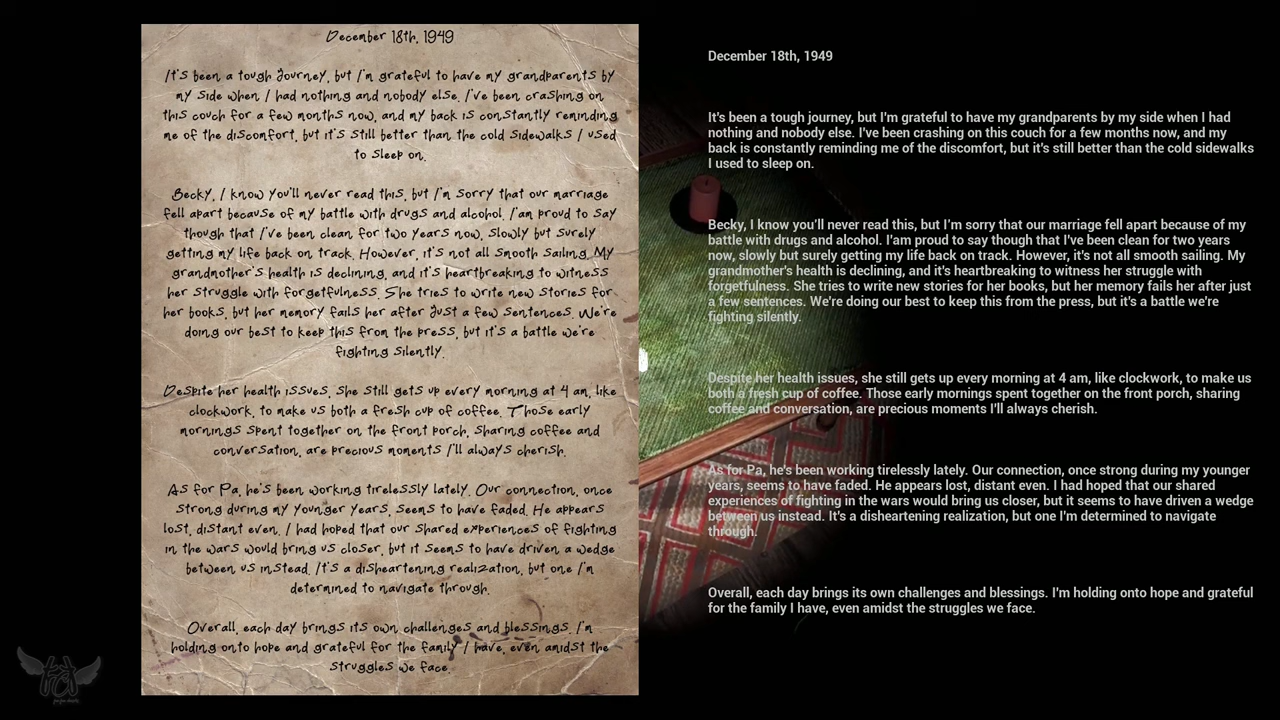 December 18th, 1949
It's been a tough journey, but I'm grateful to have my grandparents by
my side when I had nothing and nobody else. I've been crashing on
this couch for a few months now, and my back is constantly reminding
me of the discomfort, but it's still better than the cold sidewalks I used
to sleep on.
Becky, I know you'll never read this, but I'm sorry that our marriage
fell apart because of my battle with drugs and alcohol. I'am proud to say
though that I've been clean for two years now, slowly but surely
getting my life back on track. However, it's not all smooth sailing. My
grandmother's health is declining, and it's heartbreaking to witness
her struggle with forgetfulness. She tries to write new stories for
her books, but her memory fails her after just a few sentences. We're
doing our best to keep this from the press, but it's a battle we're
fighting silently.
Despite her health issues, she still gets up every morning at 4 am, like
clockwork, to make us both a fresh cup of coffee. Those early
mornings spent together on the front porch, sharing coffee and
conversation, are precious moments I'll always cherish.
As for Pa, he's been working tirelessly lately. Our connection, once
strong during my younger years, seems to have faded. He appears
lost, distant even. I had hoped that our shared experiences of fighting
in the wars would bring us closer, but it seems to have driven a wedge
between us instead. It's a disheartening realization, but one I'm
determined to navigate through.
Overall, each day brings its own challenges and blessings. I'm
holding onto hope and grateful for the family I have, even amidst the
struggles we face.
December 18th, 1949
It's been a tough journey, but I'm grateful to have my grandparents by my side when I had
nothing and nobody else. I've been crashing on this couch for a few months now, and my
back is constantly reminding me of the discomfort, but it's still better than the cold sidewalks
I used to sleep on.
Becky, I know you'll never read this, but I'm sorry that our marriage fell apart because of my
battle with drugs and alcohol. I'am proud to say though that I've been clean for two years
now, slowly but surely getting my life back on track. However, it's not all smooth sailing. My
grandmother's health is declining, and it's heartbreaking to witness her struggle with
forgetfulness. She tries to write new stories for her books, but her memory fails her after just
a few sentences. We're doing our best to keep this from the press, but it's a battle we're
fighting silently.
Despite her health issues, she still gets up every morning at 4 am, like clockwork, to make us
both a fresh cup of coffee. Those early mornings spent together on the front porch, sharing
coffee and conversation, are precious moments I'll always cherish.
As for Pa, he's been working tirelessly lately. Our connection, once strong during my younger
years, seems to have faded. He appears lost, distant even. I had hoped that our shared
experiences of fighting in the wars would bring us closer, but it seems to have driven a wedge
between us instead. It's a disheartening realization, but one I'm determined to navigate
through.
Overall, each day brings its own challenges and blessings. I'm holding onto hope and grateful
for the family I have, even amidst the struggles we face.